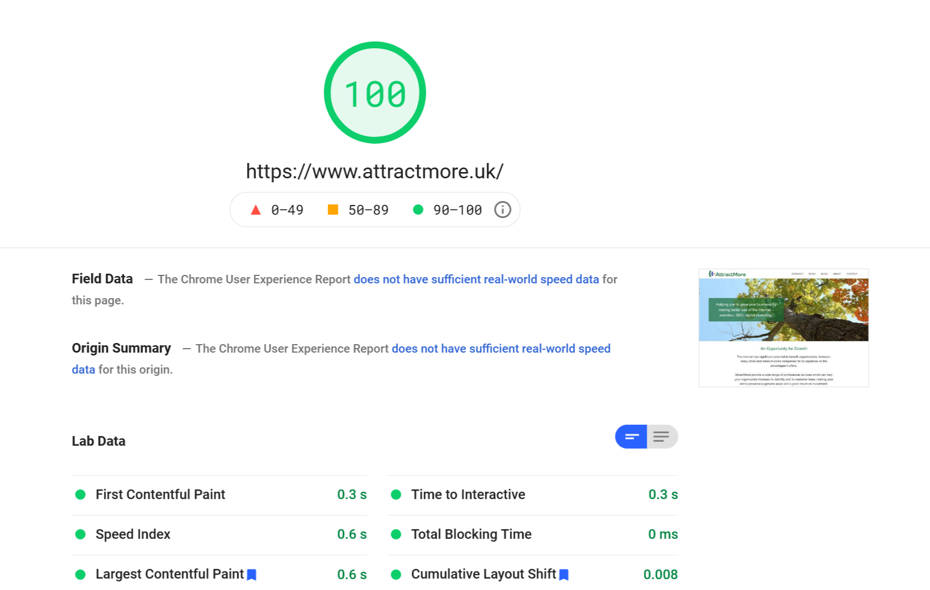 100
https://www.attractmore.uk/
0–49 50–89 90–100
Field Data — The Chrome User Experience Report does not have sufficient real-world speed data for
this page.
AttractMore
Origin Summary — The Chrome User Experience Report does not have sufficient real-world speed
data for this origin.
An Opportunity for Growth
Lab Data
First Contentful Paint 0.3 s Time to Interactive 0.3 s
Speed Index 0.6 s Total Blocking Time 0 ms
Largest Contentful Paint 0.6 s Cumulative Layout Shift 0.008